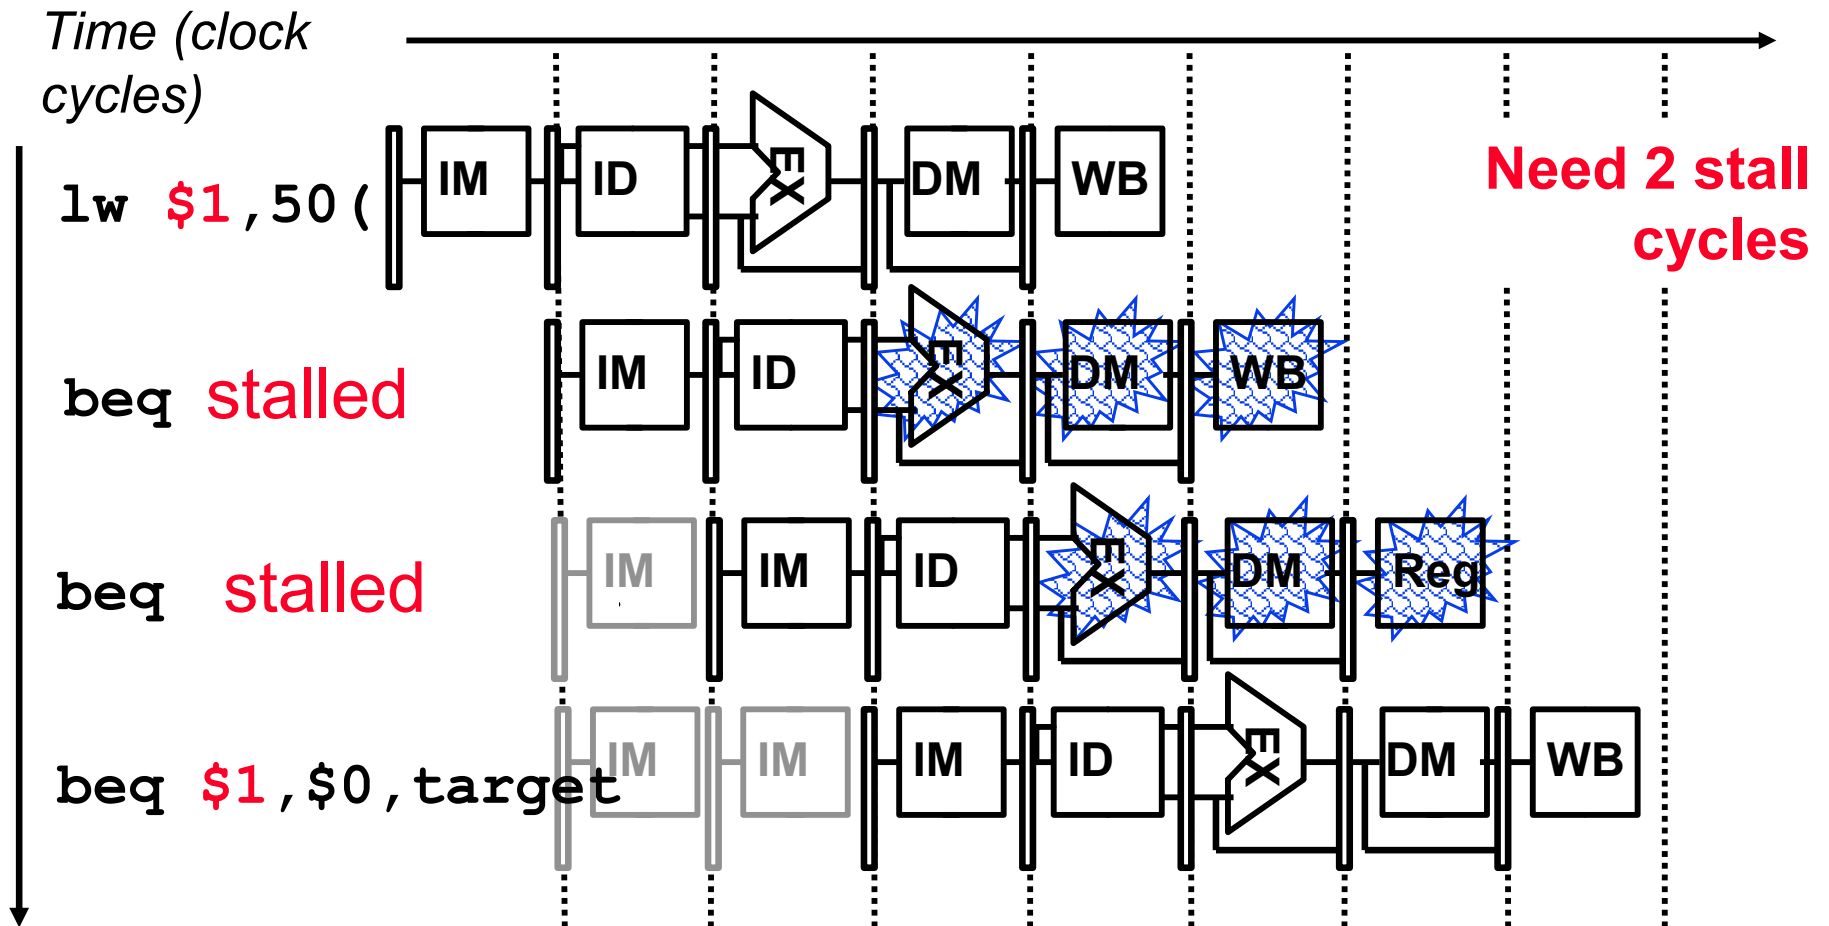 Time (clock
cycles)
Need 2 stall
cycles
lw $1,50(
IM ID EX DM WB
beq stalled
IM ID EX DM WB
beq stalled
IM IM ID EX DM Reg
beq $1,$0,target
IM IM IM ID EX DM WB